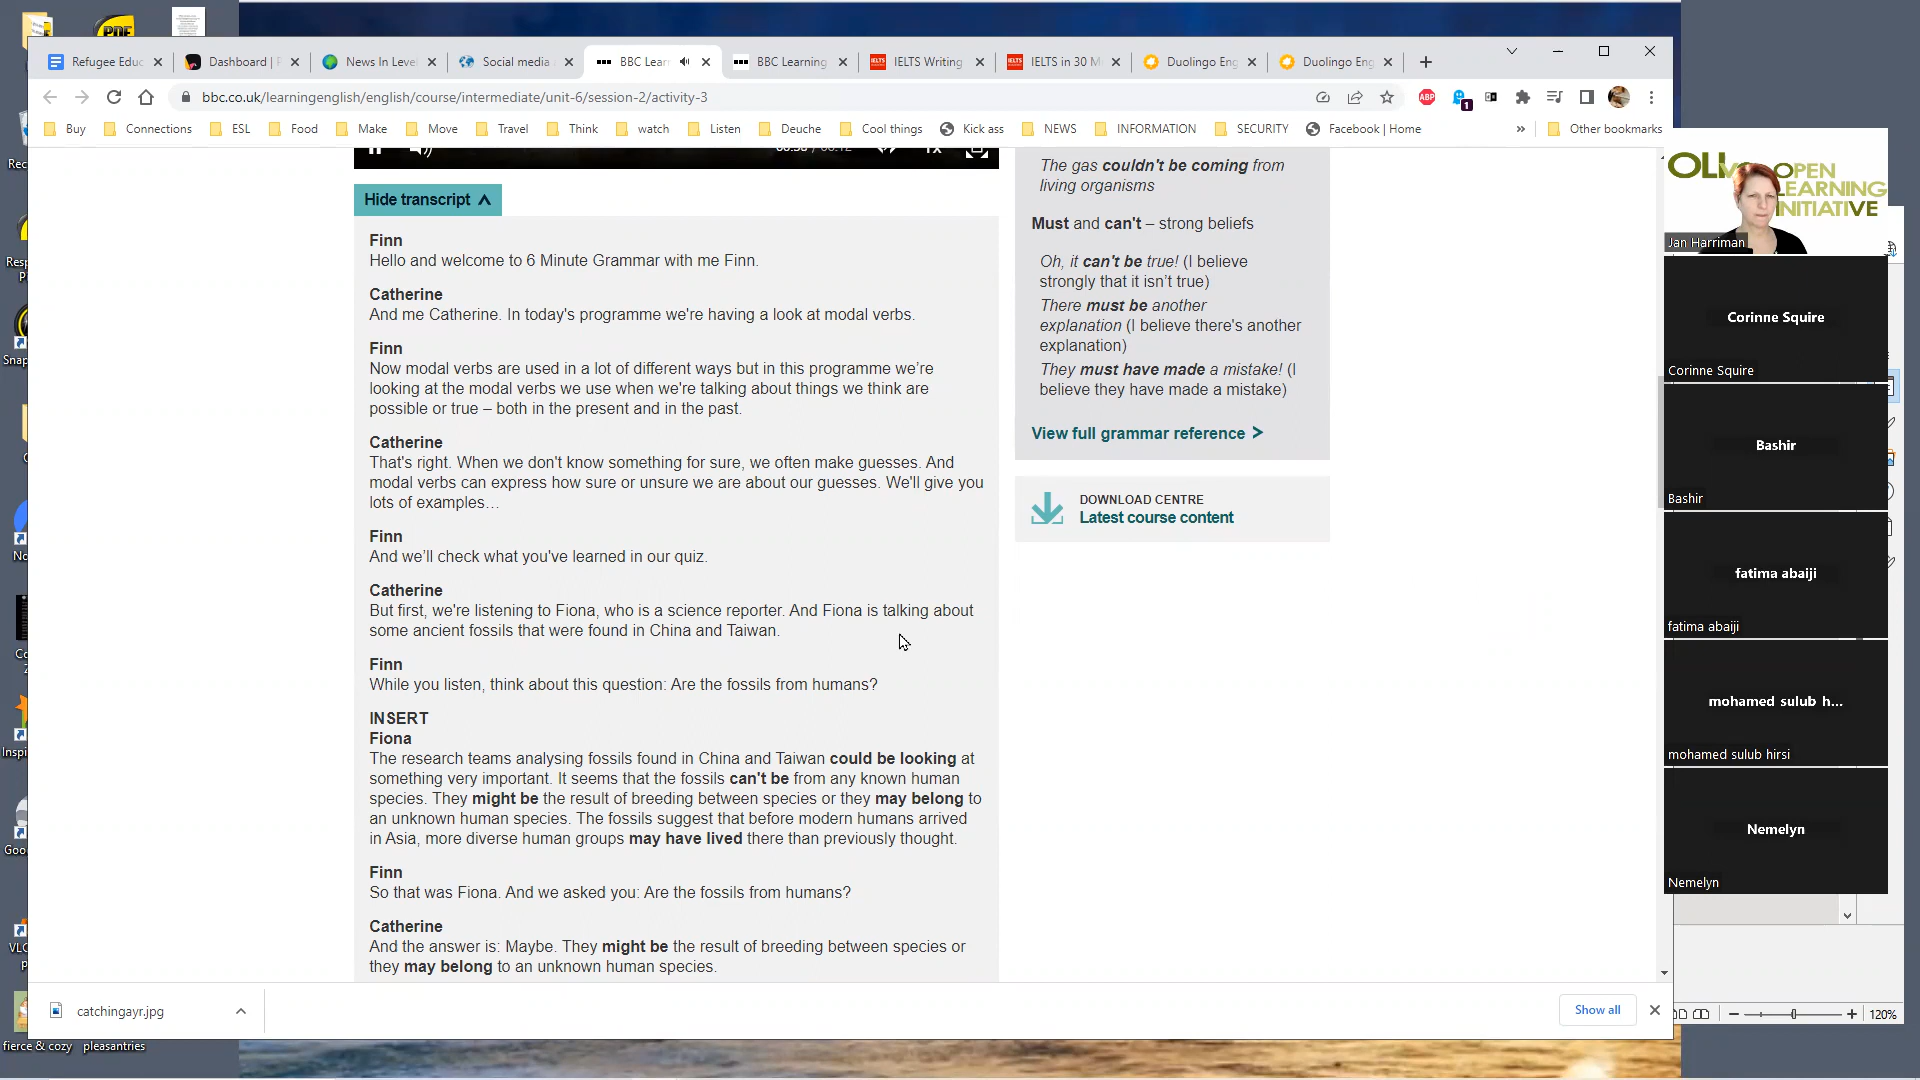 PDF
Refugee Educ
Dashboard |
News In Leve
Social media
BBC Lear
BBC Learning
IELTS Writing
IELTS in 30 M
Duolingo Eng
Duolingo Eng
bbc.co.uk/learningenglish/english/course/intermediate/unit-6/session-2/activity-3
ABP
1
Buy
Connections
ESL
Food
Make
Move
Travel
Think
watch
Listen
Deuche
Cool things
Kick ass
NEWS
INFORMATION
SECURITY
Facebook | Home
»
Other bookmarks
Hide transcript
Finn
Hello and welcome to 6 Minute Grammar with me Finn.
Catherine
And me Catherine. In today's programme we're having a look at modal verbs.
Finn
Now modal verbs are used in a lot of different ways but in this programme we're
looking at the modal verbs we use when we're talking about things we think are
possible or true – both in the present and in the past.
Catherine
That's right. When we don't know something for sure, we often make guesses. And
modal verbs can express how sure or unsure we are about our guesses. We'll give you
lots of examples…
Finn
And we'll check what you've learned in our quiz.
Catherine
But first, we're listening to Fiona, who is a science reporter. And Fiona is talking about
some ancient fossils that were found in China and Taiwan.
Finn
While you listen, think about this question: Are the fossils from humans?
INSERT
Fiona
The research teams analysing fossils found in China and Taiwan could be looking at
something very important. It seems that the fossils can't be from any known human
species. They might be the result of breeding between species or they may belong to
an unknown human species. The fossils suggest that before modern humans arrived
in Asia, more diverse human groups may have lived there than previously thought.
Finn
So that was Fiona. And we asked you: Are the fossils from humans?
Catherine
And the answer is: Maybe. They might be the result of breeding between species or
they may belong to an unknown human species.
The gas couldn't be coming from
living organisms
Must and can't – strong beliefs
Oh, it can't be true! (I believe
strongly that it isn't true)
There must be another
explanation (I believe there's another
explanation)
They must have made a mistake! (I
believe they have made a mistake)
View full grammar reference >
DOWNLOAD CENTRE
Latest course content
OPEN
LEARNING
INITIATIVE
Jan Harriman
Corinne Squire
Corinne Squire
Bashir
Bashir
fatima abaiji
fatima abaiji
mohamed sulub h...
mohamed sulub hirsi
Nemelyn
Nemelyn
catchingayr.jpg
Show all
120%
fierce & cozy
pleasantries